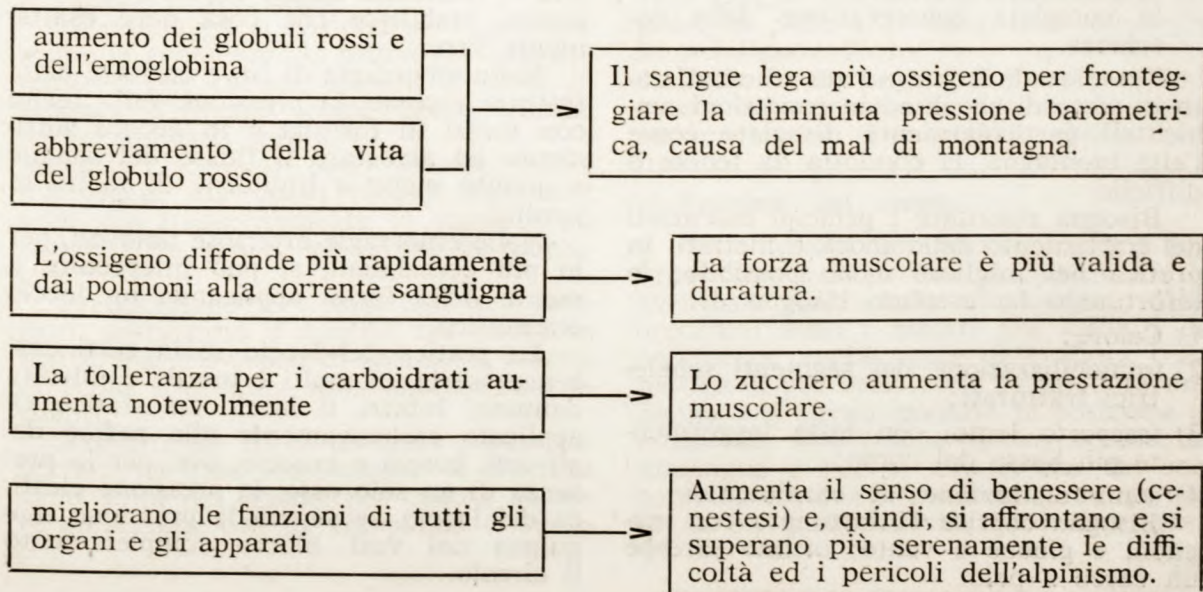 aumento dei globuli rossi e
dell'emoglobina
abbreviamento della vita
del globulo rosso
Il sangue lega più ossigeno per fronteg-
giare la diminuita pressione barometri-
ca, causa del mal di montagna.
L'ossigeno diffonde più rapidamente
dai polmoni alla corrente sanguigna
La forza muscolare è più valida e
duratura.
La tolleranza per i carboidrati au-
menta notevolmente
Lo zucchero aumenta la prestazione
muscolare.
migliorano le funzioni di tutti gli
organi e gli apparati
Aumenta il senso di benessere (ce-
nestesi) e, quindi, si affrontano e si
superano più serenamente le diffi-
coltà ed i pericoli dell'alpinismo.